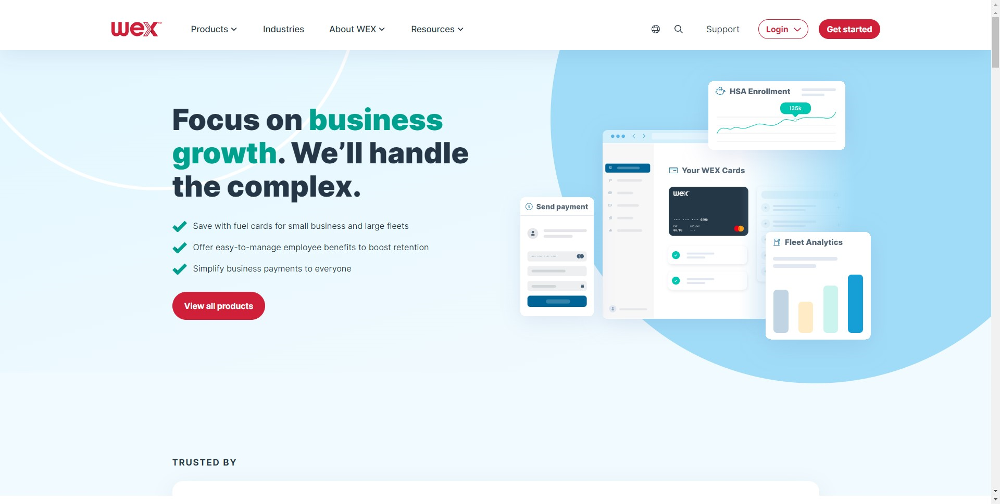 wex™
Products
Industries
About WEX
Resources
Support
Login
Get started
Focus on business
growth. We’ll handle
the complex.
Save with fuel cards for small business and large fleets
Offer easy-to-manage employee benefits to boost retention
Simplify business payments to everyone
View all products
HSA Enrollment
135k
Your WEX Cards
wex
Send payment
Fleet Analytics
TRUSTED BY